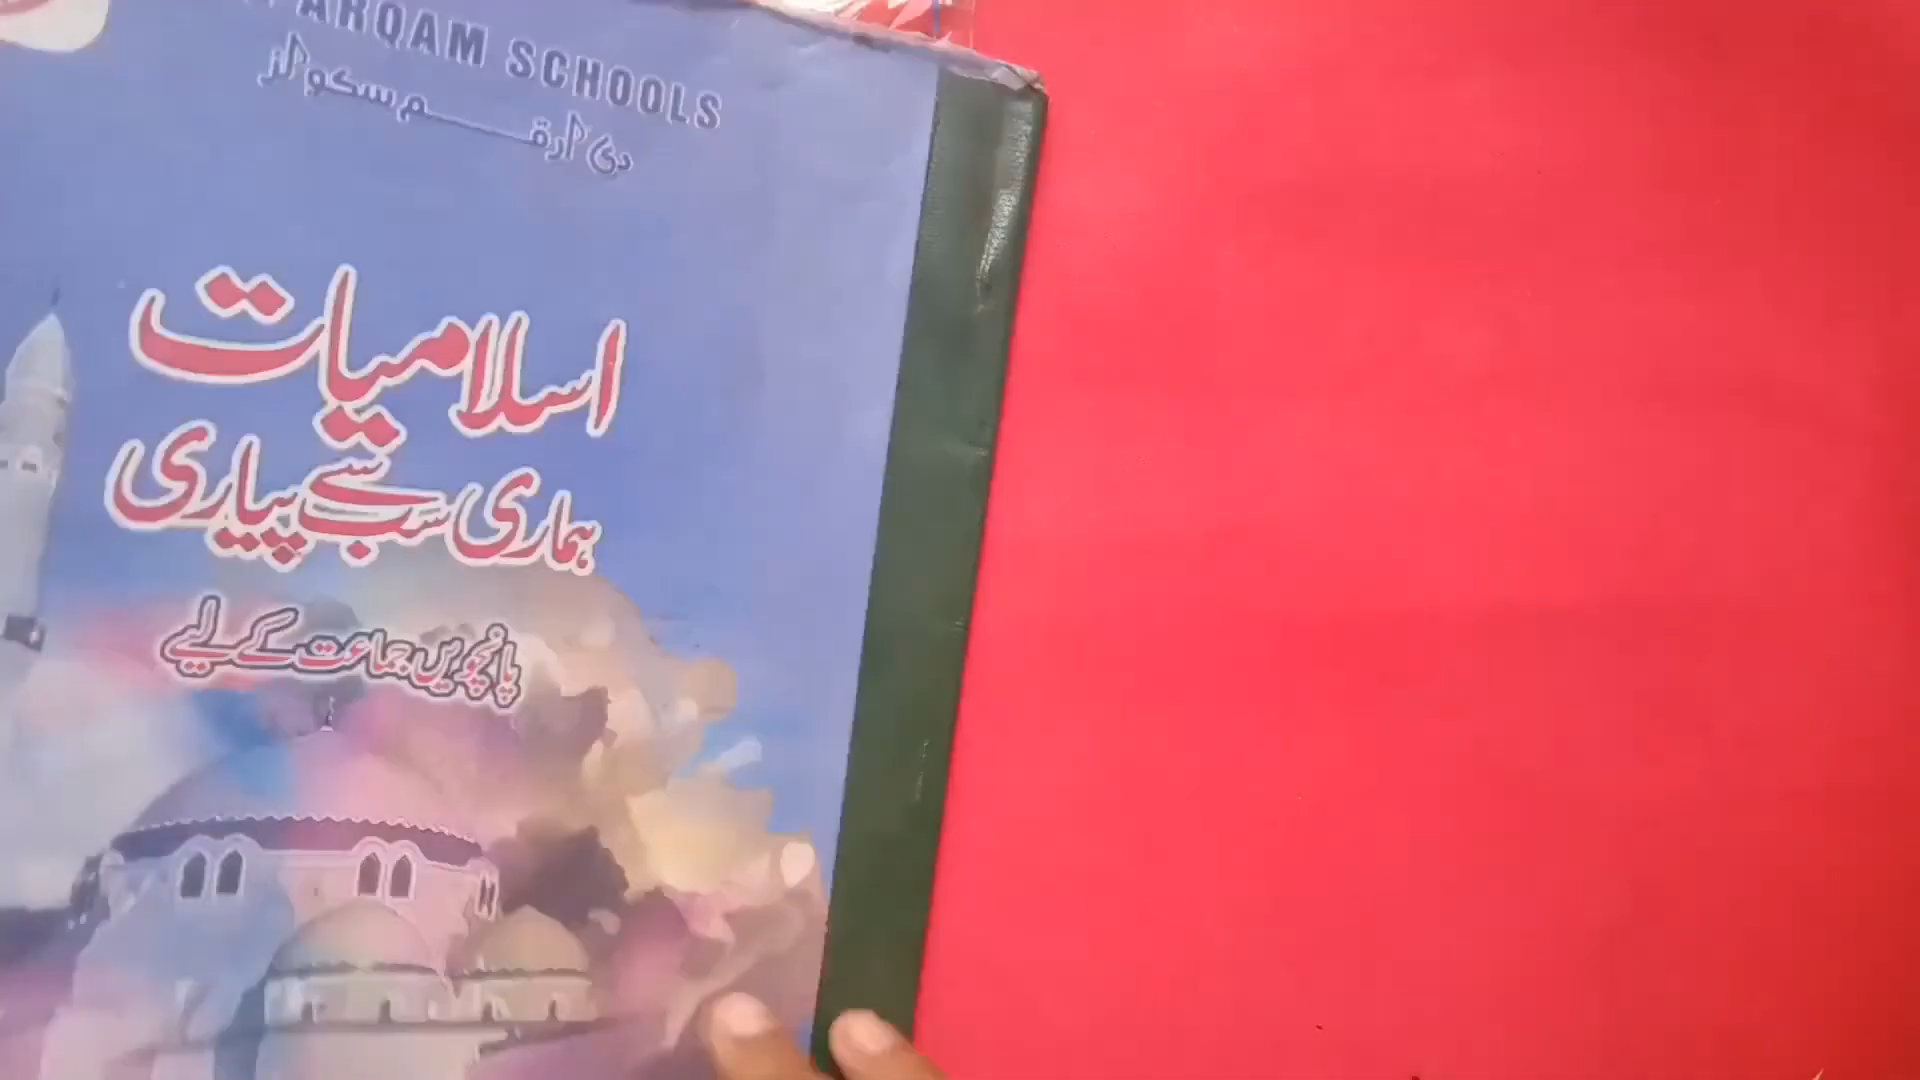 ARQAM SCHOOLS
دی ارقم سکولز
اسلامیات
ہماری سب سے پیاری
پانچویں جماعت کے لیے